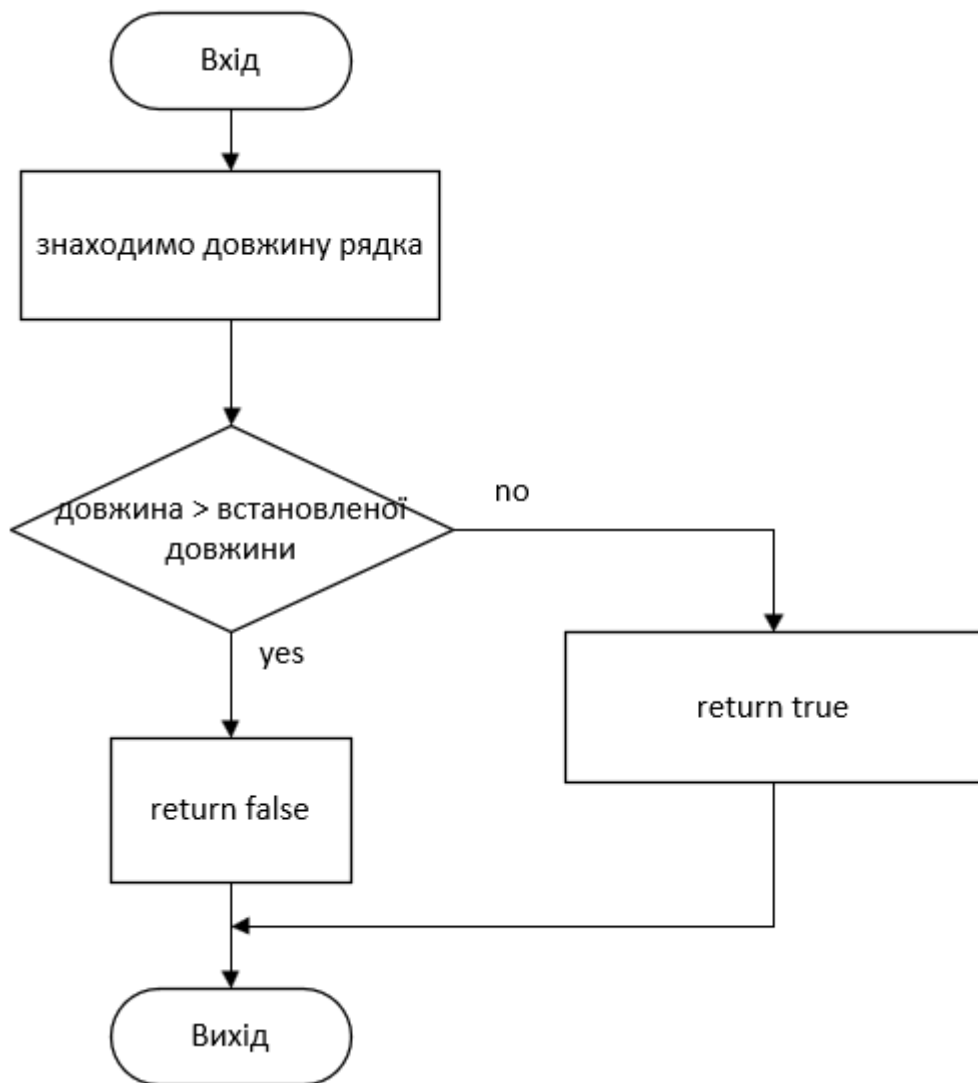 Вхід
знаходимо довжину рядка
довжина > встановленої
довжини
no
yes
return true
return false
Вихід